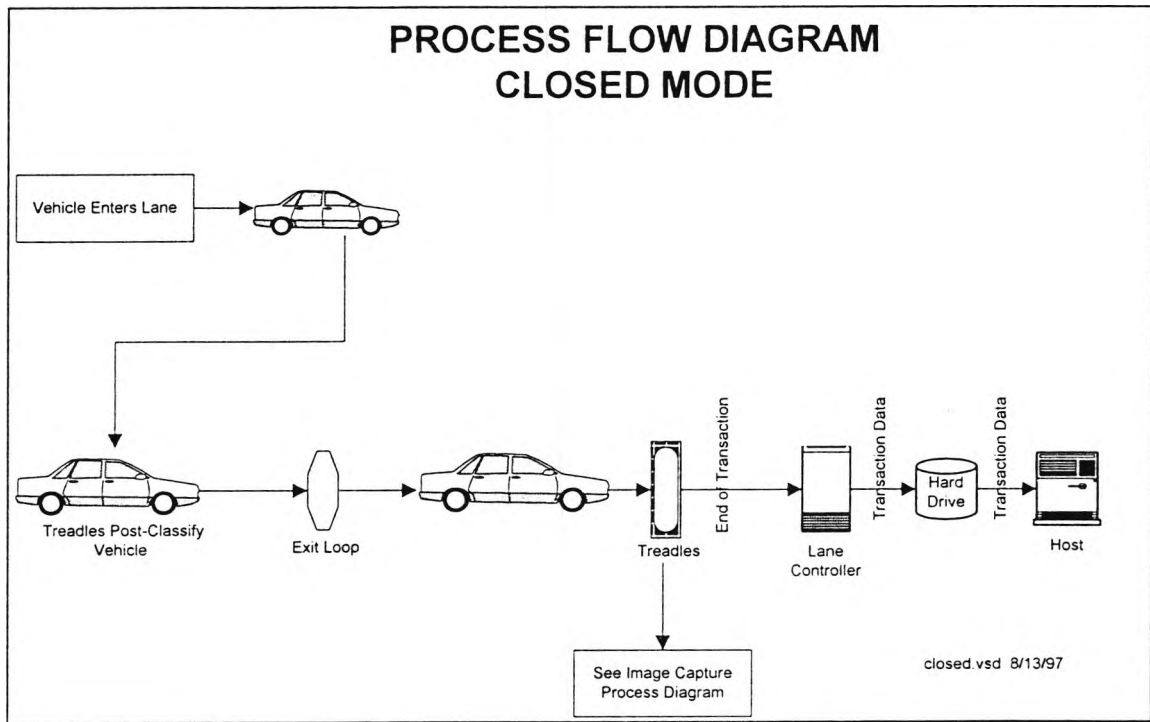 PROCESS FLOW DIAGRAM
CLOSED MODE
Vehicle Enters Lane
Treadles Post-Classify
Vehicle
Exit Loop
Treadles
End of Transaction
Lane
Controller
Transaction Data
Hard
Drive
Transaction Data
Host
See Image Capture
Process Diagram
closed.vsd 8/13/97